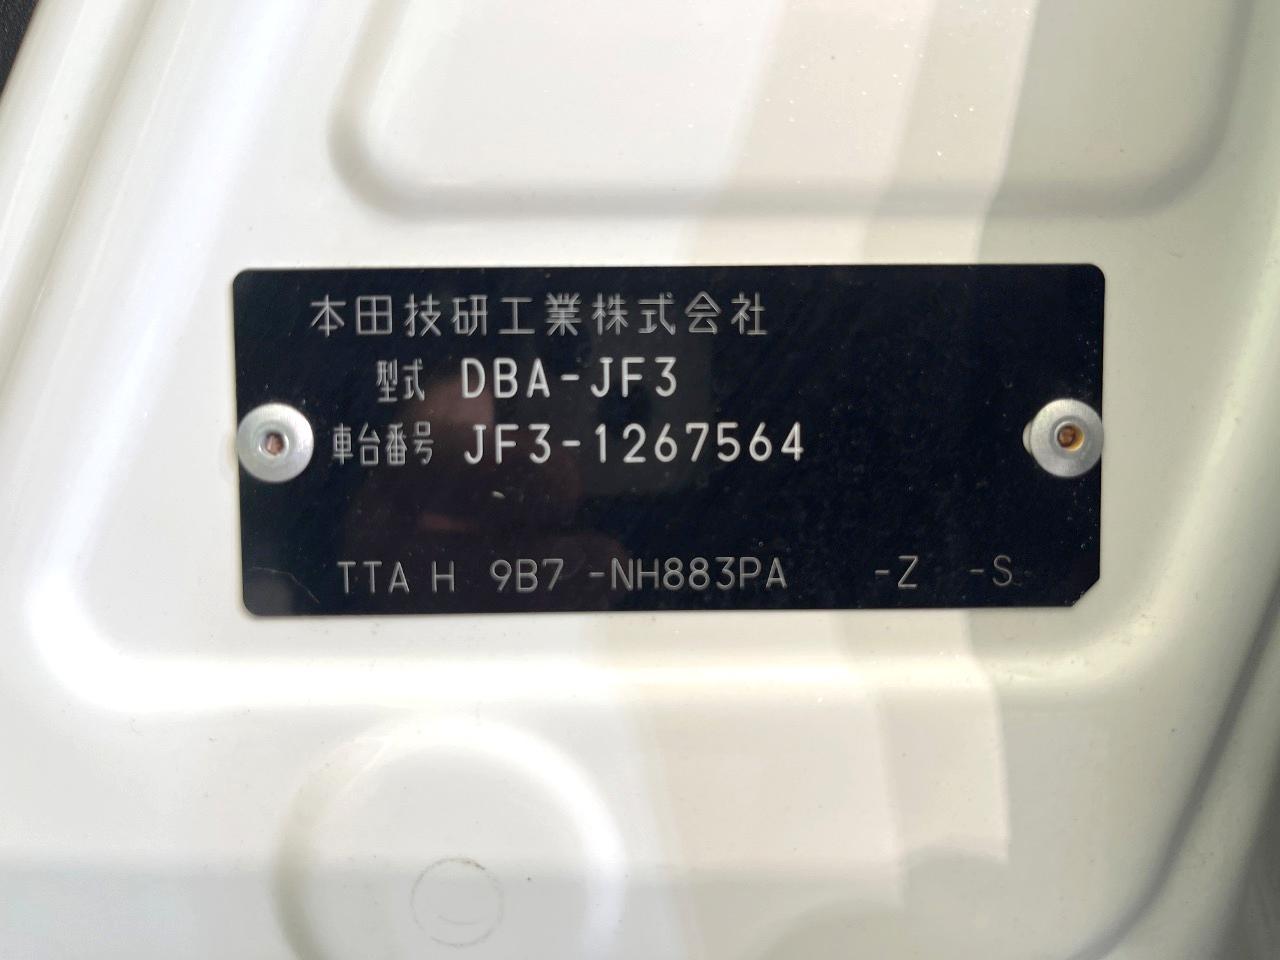 本田技研工業株式会社
型式 DBA-JF3
車台番号 JF3-1267564
TTA H 9B7 -NH883PA -Z -S